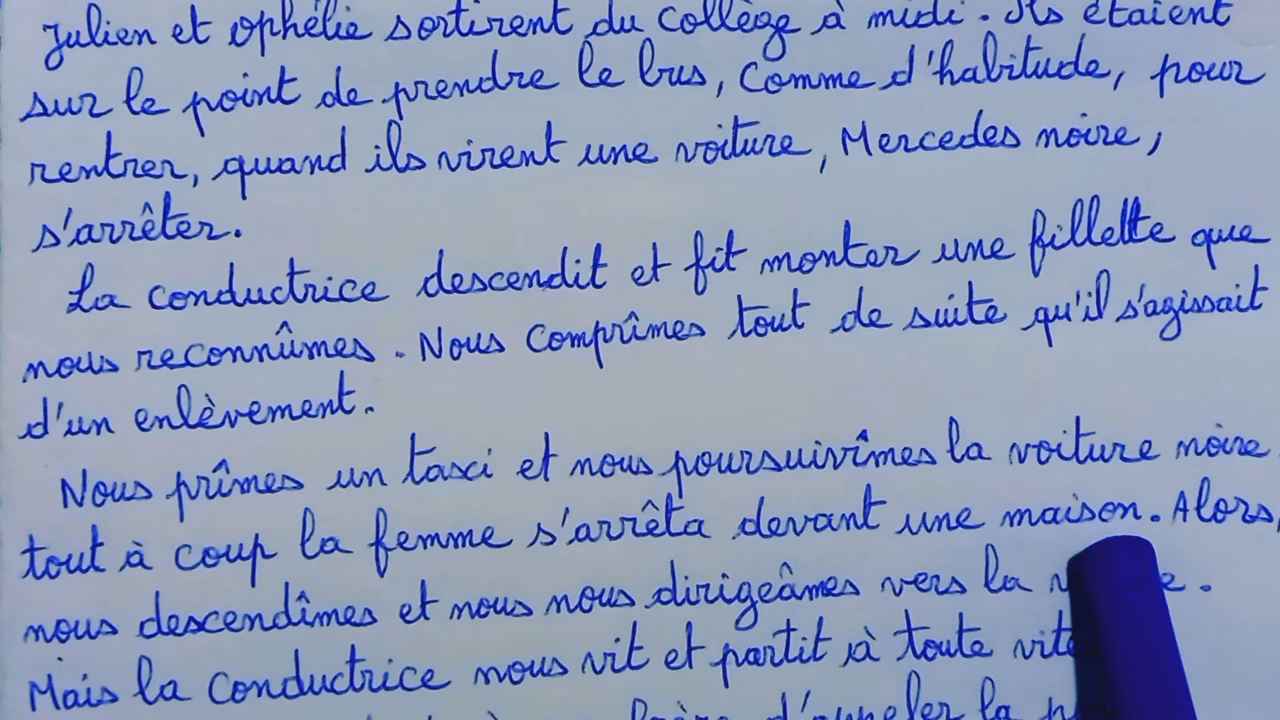 Julien et Ophélie sortirent du collège à midi. Ils étaient
sur le point de prendre le bus, comme d'habitude, pour
rentrer, quand ils virent une voiture, Mercedes noire,
s'arrêter.
La conductrice descendit et fit monter une fillette que
nous reconnûmes. Nous comprîmes tout de suite qu'il s'agissait
d'un enlèvement.
Nous prîmes un taxi et nous poursuivîmes la voiture noire
tout à coup la femme s'arrêta devant une maison. Alors,
nous descendîmes et nous nous dirigeâmes vers la
Mais la conductrice nous vit et partit à toute
d'appeler la